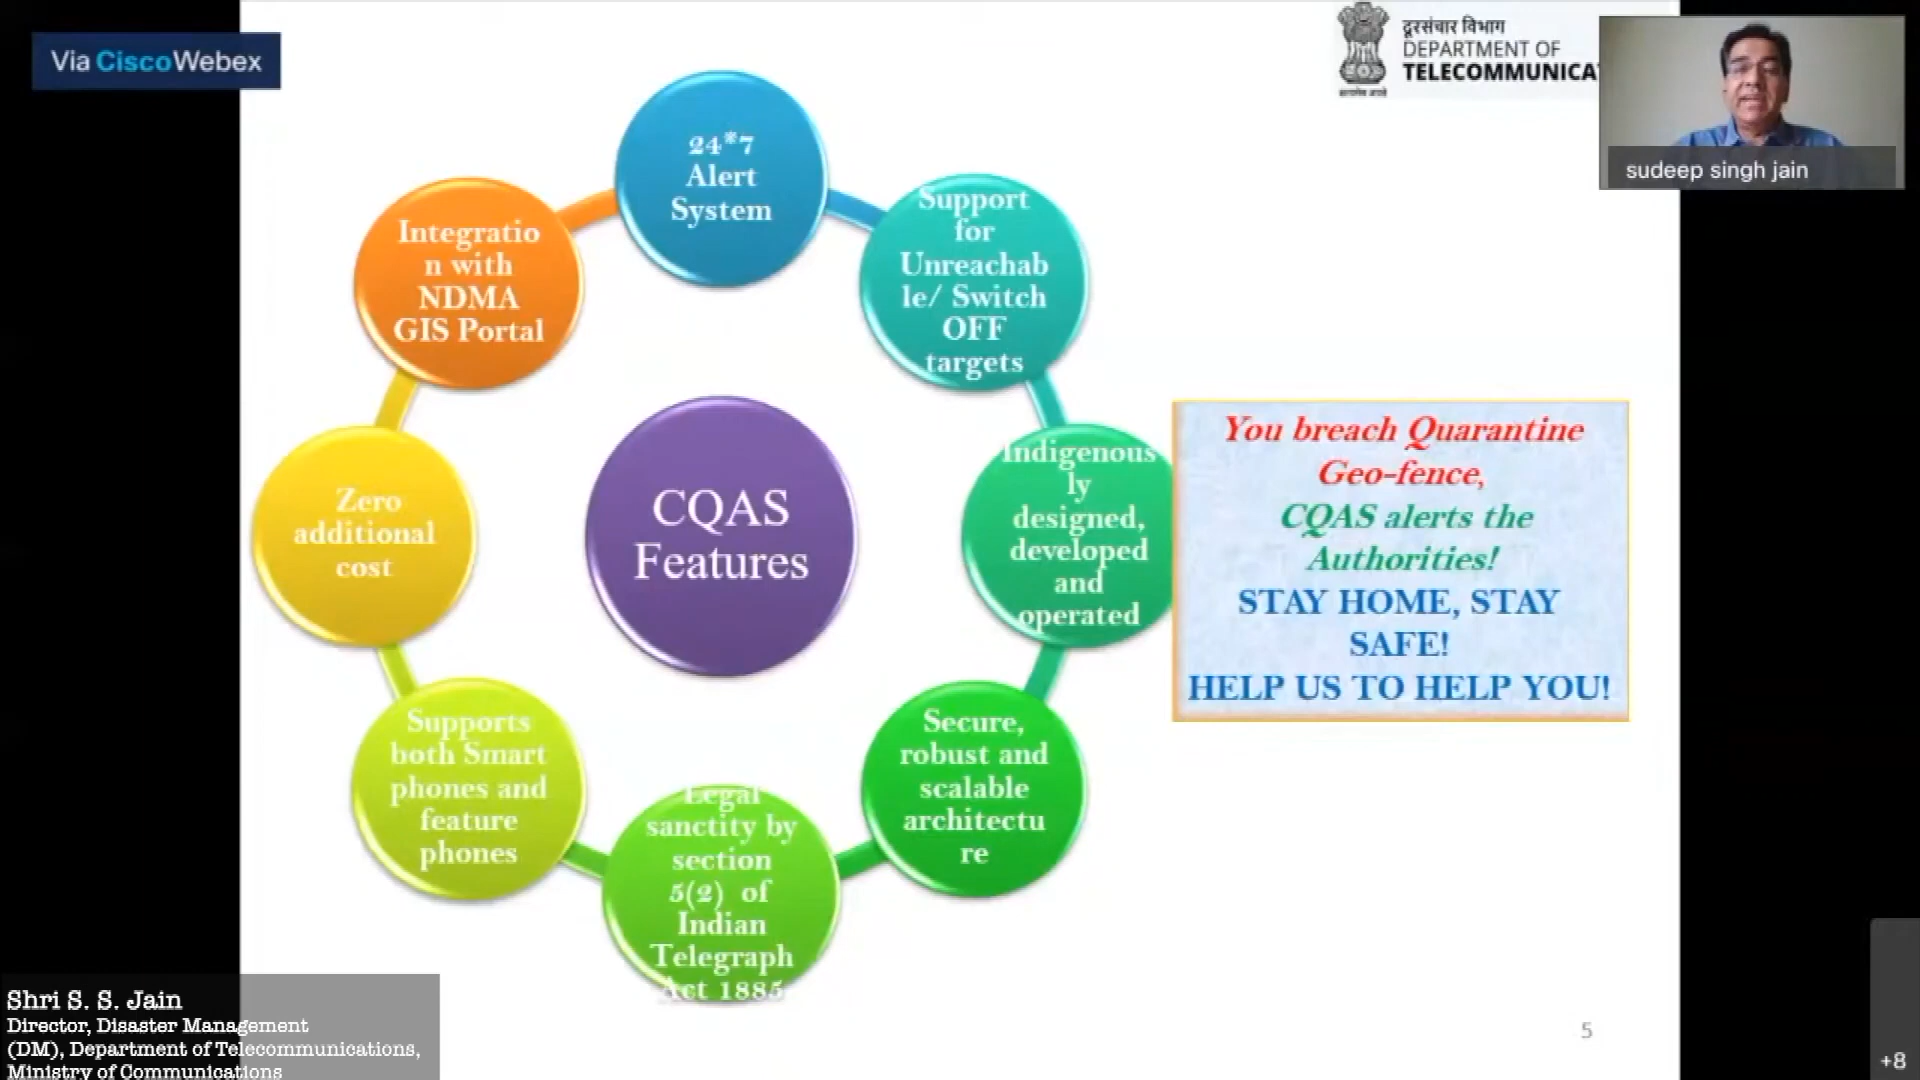 Via CiscoWebex
दूरसंचार विभाग
DEPARTMENT OF
TELECOMMUNICA
सत्यमेव जयते
sudeep singh jain
24*7
Alert
System
Support
for
Unreachab
le/ Switch
OFF
targets
Indigenous
ly
designed,
developed
and
operated
Secure,
robust and
scalable
architectu
re
Legal
sanctity by
section
5(2) of
Indian
Telegraph
Act 1885
Supports
both Smart
phones and
feature
phones
Zero
additional
cost
Integratio
n with
NDMA
GIS Portal
CQAS
Features
You breach Quarantine
Geo-fence,
CQAS alerts the
Authorities!
STAY HOME, STAY
SAFE!
HELP US TO HELP YOU!
Shri S. S. Jain
Director, Disaster Management
(DM), Department of Telecommunications,
Ministry of Communications
5
+8